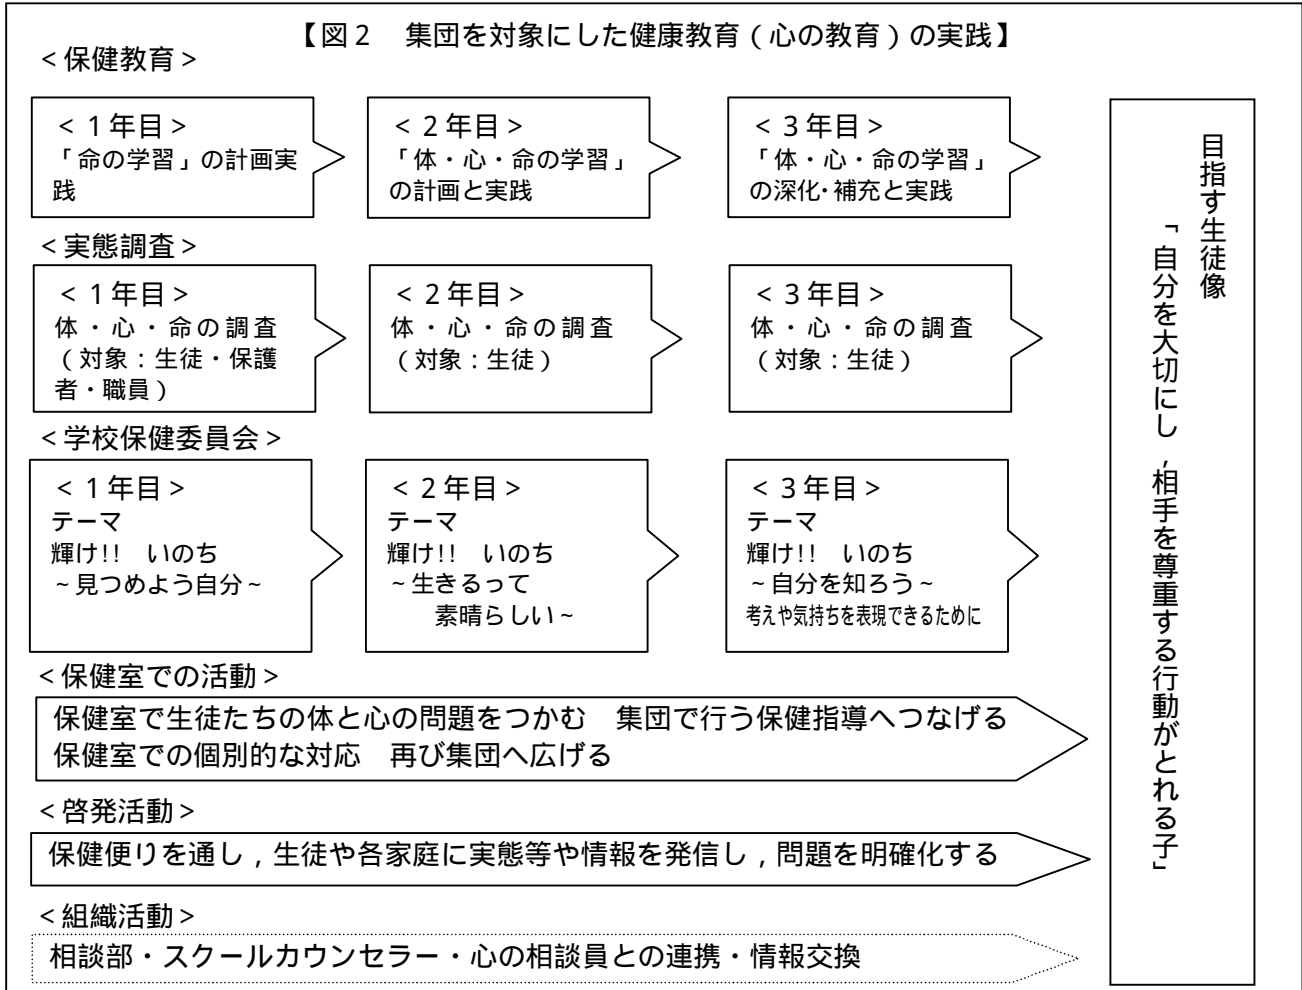 【図２　集団を対象にした健康教育（心の教育）の実践】
＜保健教育＞
＜１年目＞
「命の学習」の計画実
践
＜２年目＞
「体・心・命の学習」
の計画と実践
＜３年目＞
「体・心・命の学習」
の深化・補充と実践
＜実態調査＞
＜１年目＞
体・心・命の調査
（対象：生徒・保護
者・職員）
＜２年目＞
体・心・命の調査
（対象：生徒）
＜３年目＞
体・心・命の調査
（対象：生徒）
＜学校保健委員会＞
＜１年目＞
テーマ
輝け!!　いのち
~見つめよう自分~
＜２年目＞
テーマ
輝け!!　いのち
~生きるって
素晴らしい~
＜３年目＞
テーマ
輝け!!　いのち
~自分を知ろう~
考えや気持ちを表現できるために
＜保健室での活動＞
保健室で生徒たちの体と心の問題をつかむ　集団で行う保健指導へつなげる
保健室での個別的な対応　再び集団へ広げる
＜啓発活動＞
保健便りを通し，生徒や各家庭に実態等や情報を発信し，問題を明確化する
＜組織活動＞
相談部・スクールカウンセラー・心の相談員との連携・情報交換
目指す生徒像
「自分を大切にし，相手を尊重する行動がとれる子」